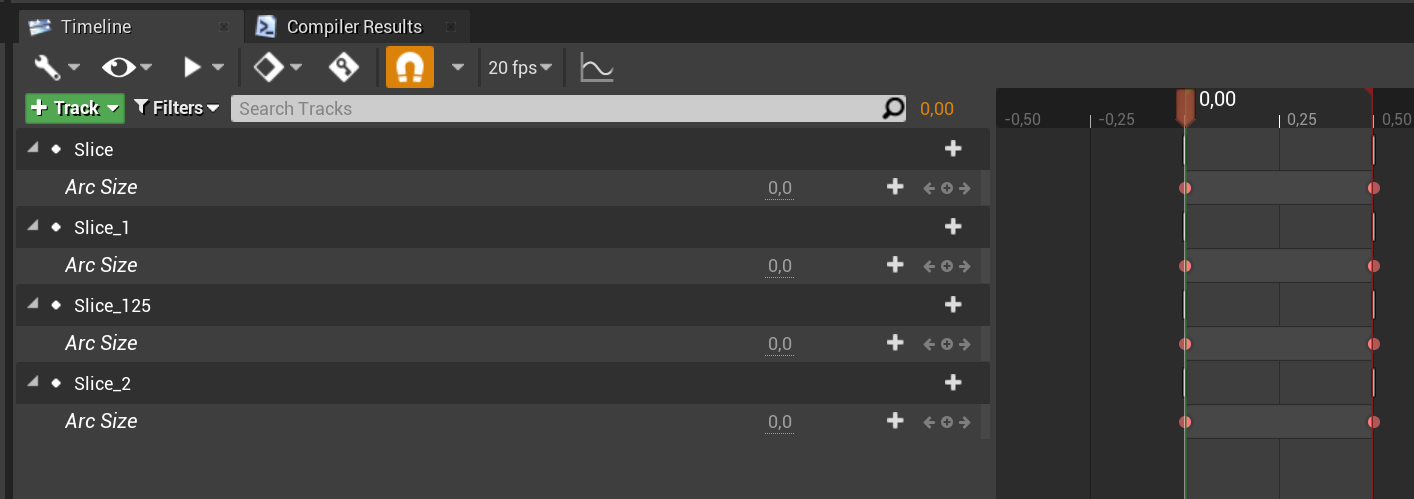 Timeline Compiler Results
20 fps
Track Filters Search Tracks 0,00 0,00
-0,50 -0,25 0,25 0,50
Slice
Arc Size 0,0
Slice_1
Arc Size 0,0
Slice_125
Arc Size 0,0
Slice_2
Arc Size 0,0